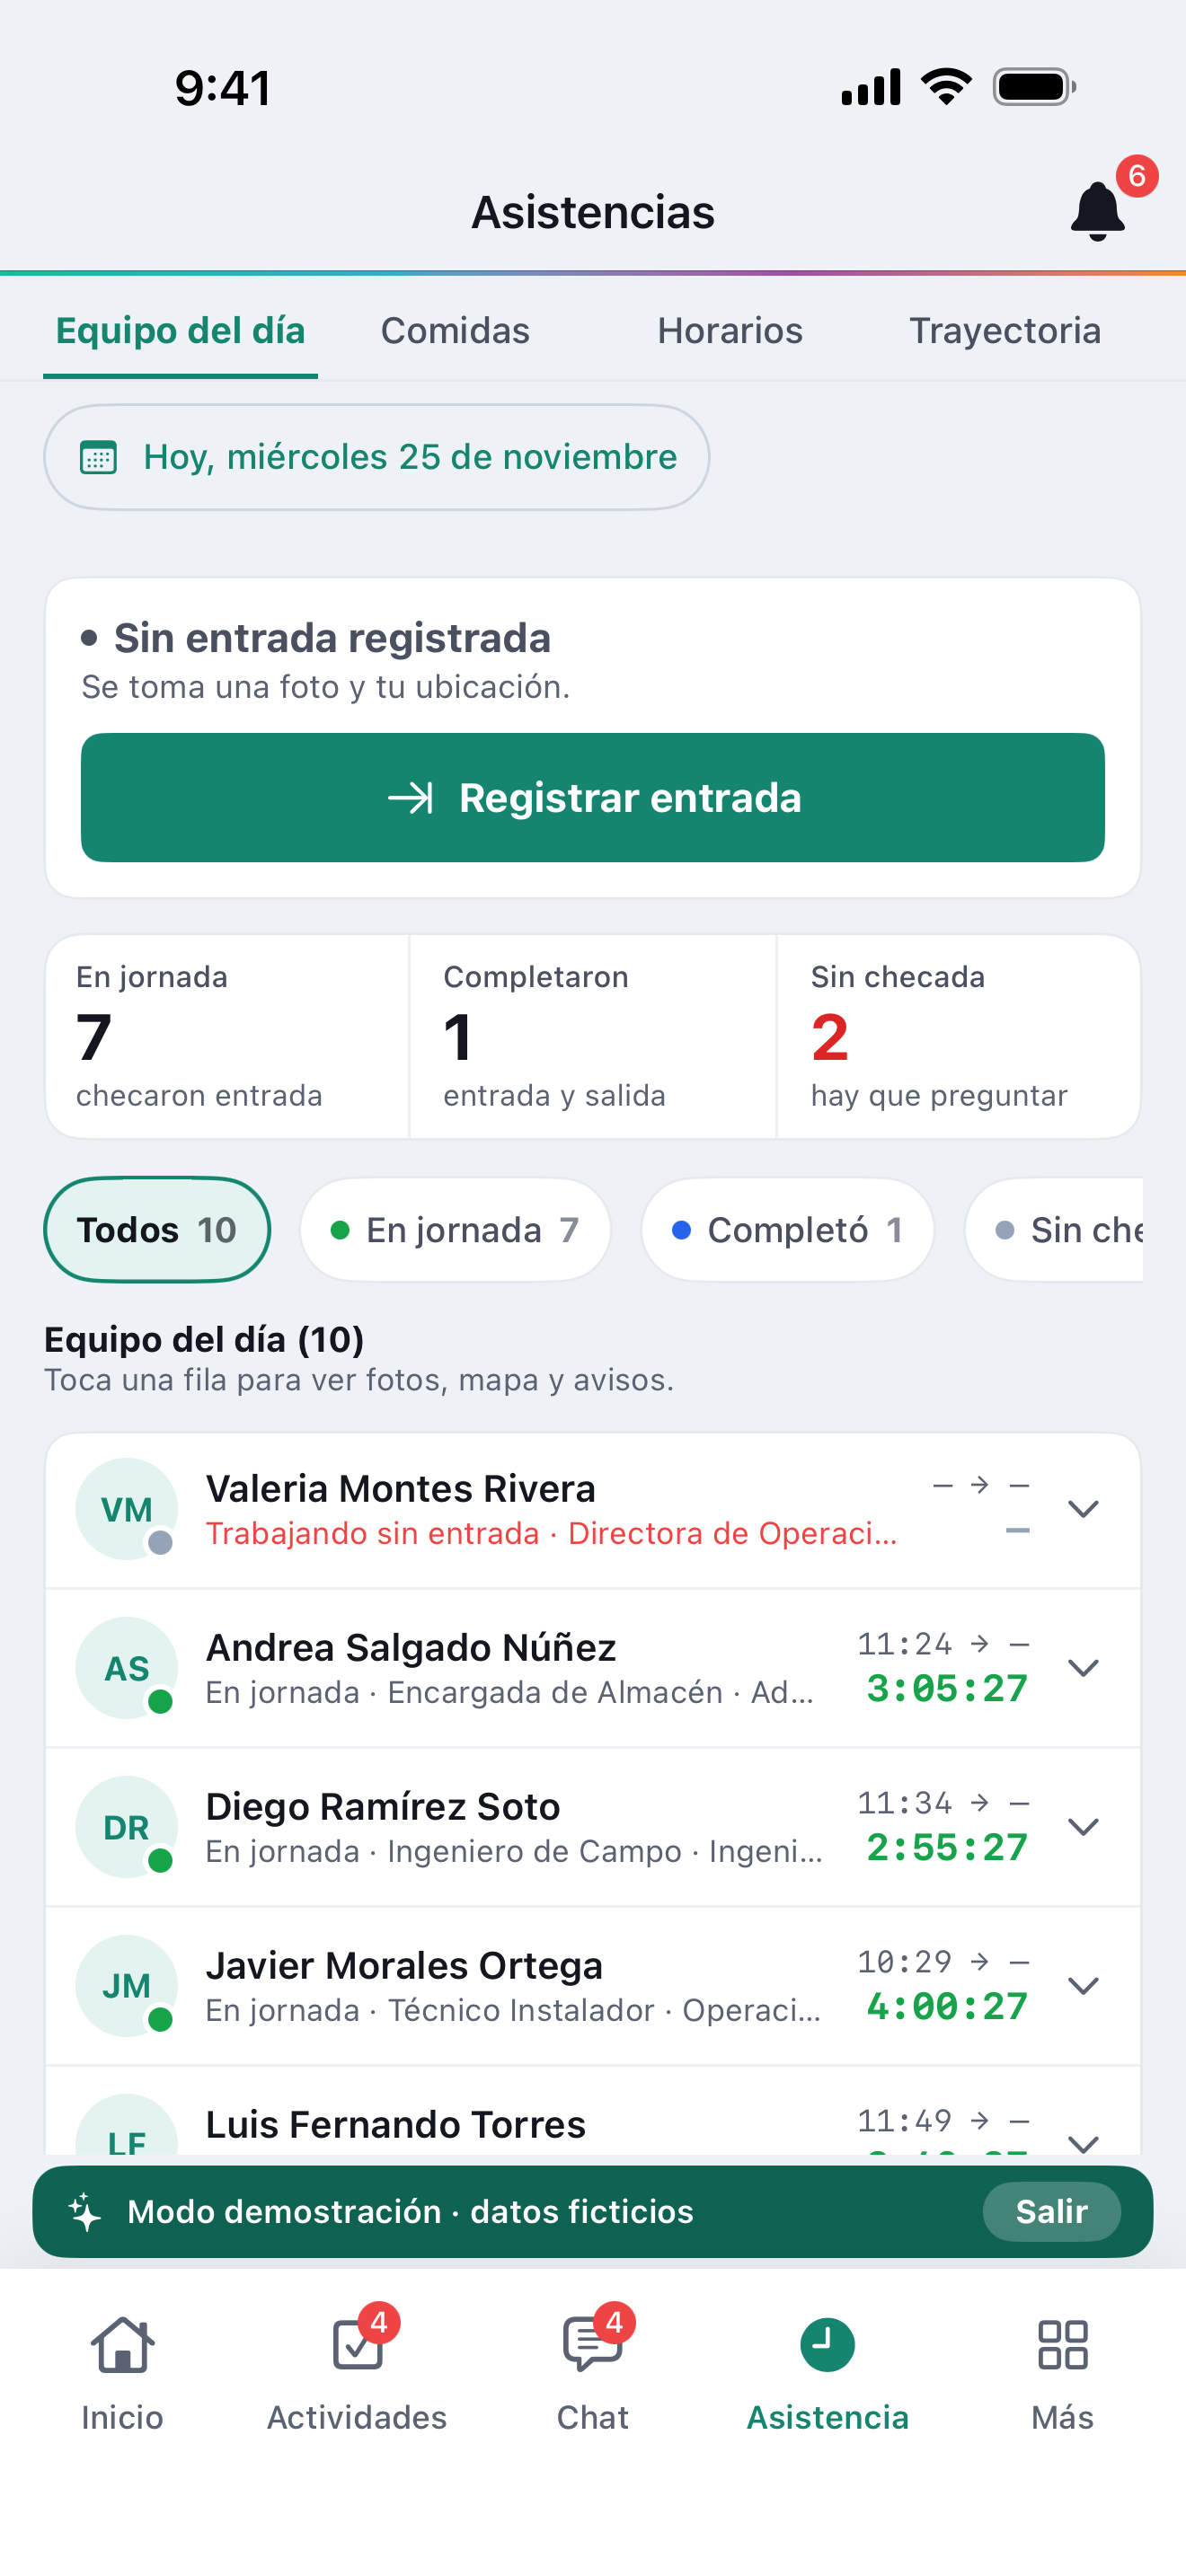 9:41
6
Asistencias
Equipo del día
Comidas
Horarios
Trayectoria
Hoy, miércoles 25 de noviembre
Sin entrada registrada
Se toma una foto y tu ubicación.
Registrar entrada
En jornada
7
checaron entrada
Completaron
1
entrada y salida
Sin checada
2
hay que preguntar
Todos 10
En jornada 7
Completó 1
Sin che
Equipo del día (10)
Toca una fila para ver fotos, mapa y avisos.
VM
Valeria Montes Rivera
– → –
Trabajando sin entrada · Directora de Operaci...
–
AS
Andrea Salgado Núñez
11:24 → –
En jornada · Encargada de Almacén · Ad...
3:05:27
DR
Diego Ramírez Soto
11:34 → –
En jornada · Ingeniero de Campo · Ingeni...
2:55:27
JM
Javier Morales Ortega
10:29 → –
En jornada · Técnico Instalador · Operaci...
4:00:27
LF
Luis Fernando Torres
11:49 → –
Modo demostración · datos ficticios
Salir
4
4
Inicio
Actividades
Chat
Asistencia
Más